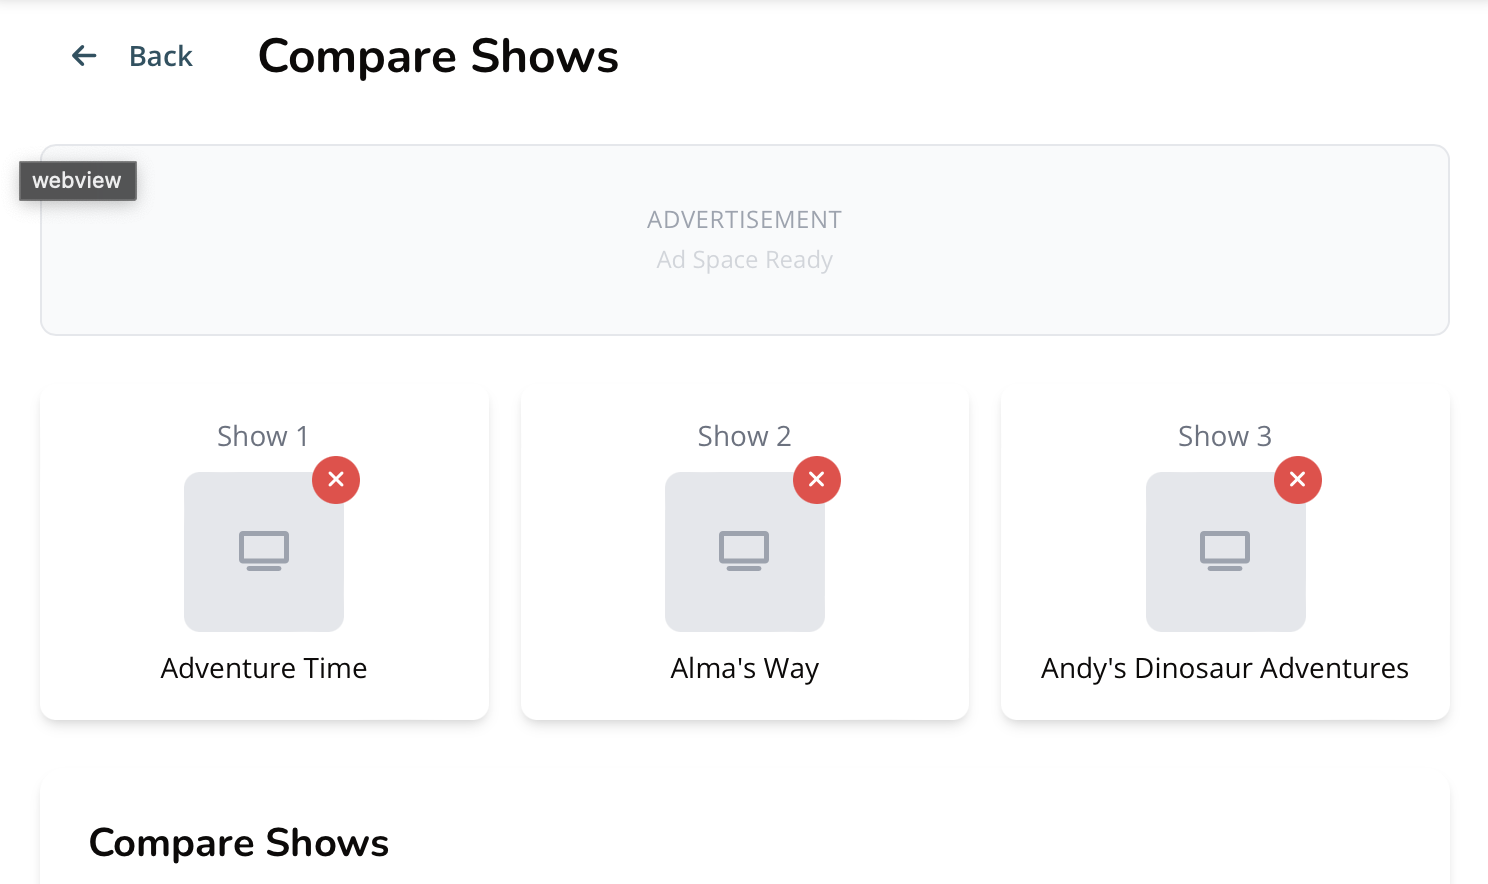 Back
Compare Shows
webview
ADVERTISEMENT
Ad Space Ready
Show 1
Show 2
Show 3
Adventure Time
Alma's Way
Andy's Dinosaur Adventures
Compare Shows